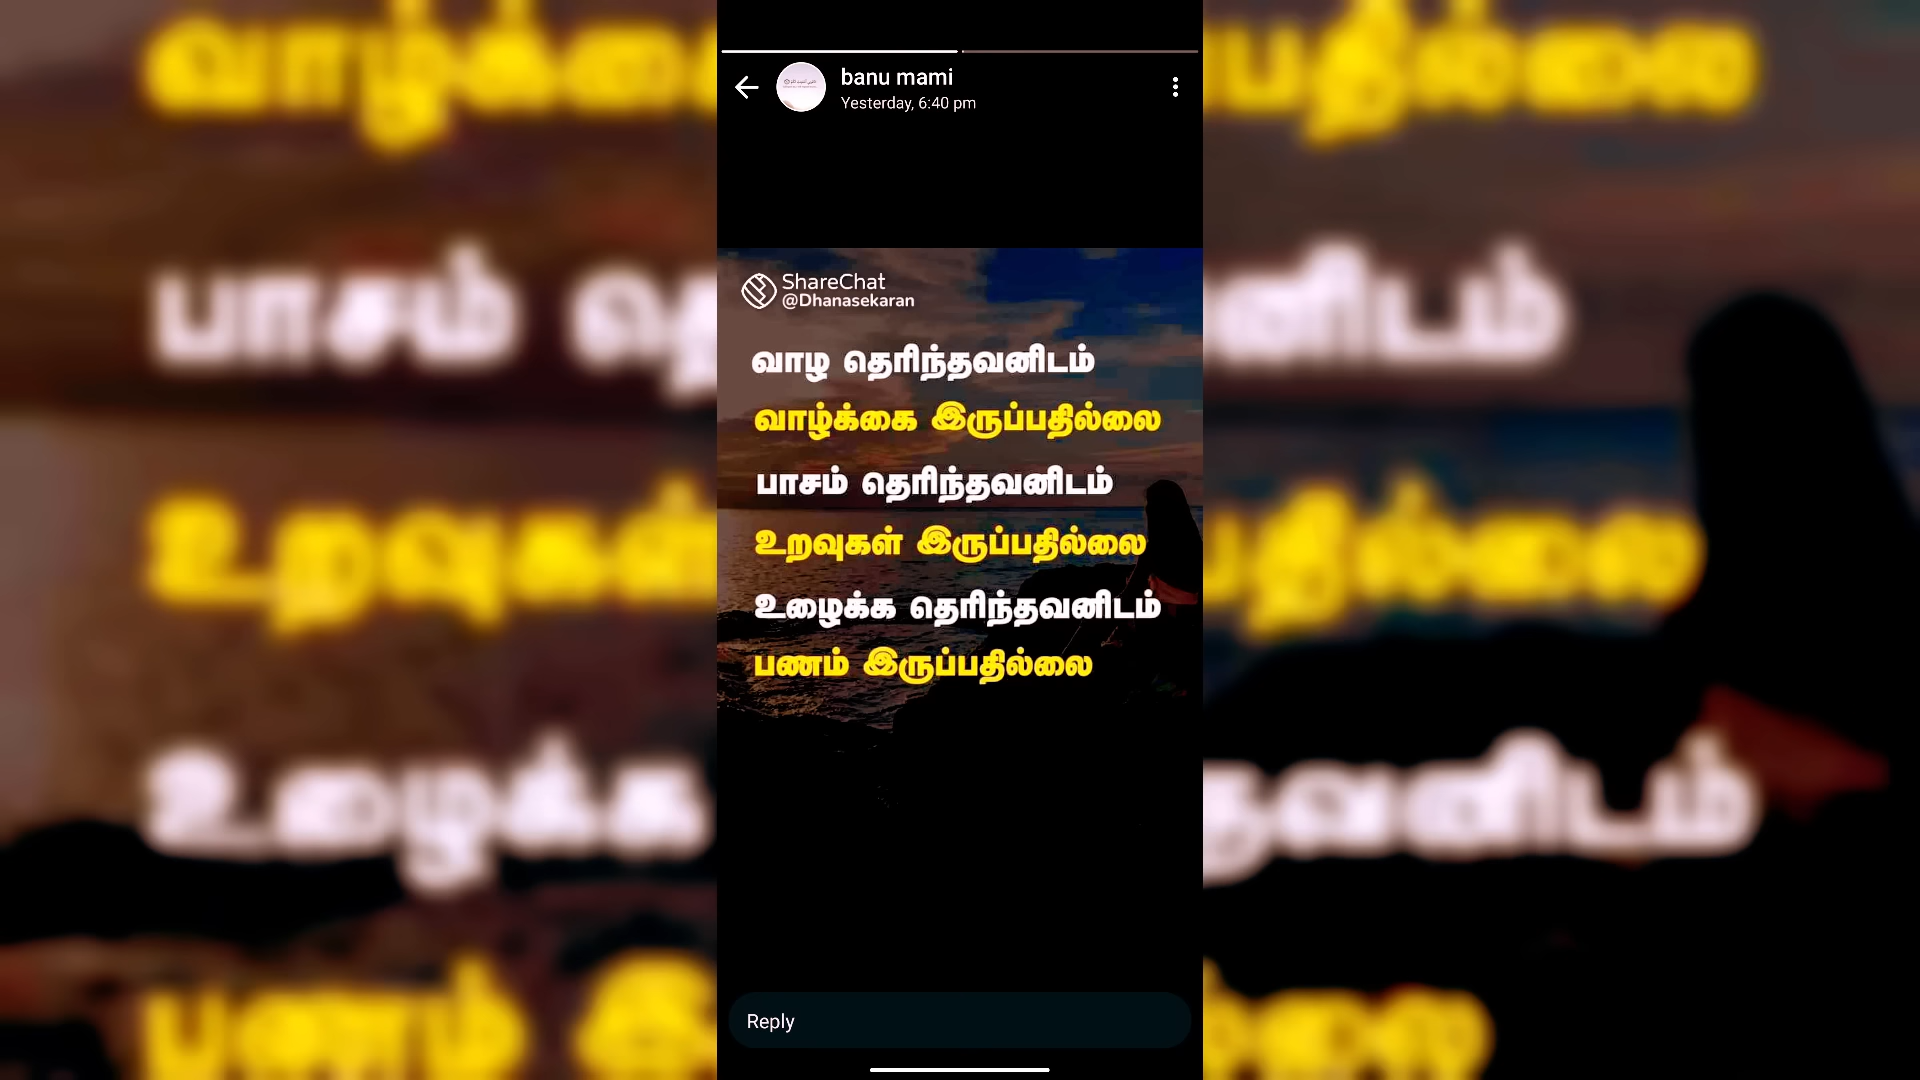 banu mami
Yesterday, 6:40 pm
ShareChat
@Dhanasekaran
வாழ தெரிந்தவனிடம்
வாழ்க்கை இருப்பதில்லை
பாசம் தெரிந்தவனிடம்
உறவுகள் இருப்பதில்லை
உழைக்க தெரிந்தவனிடம்
பணம் இருப்பதில்லை
Reply